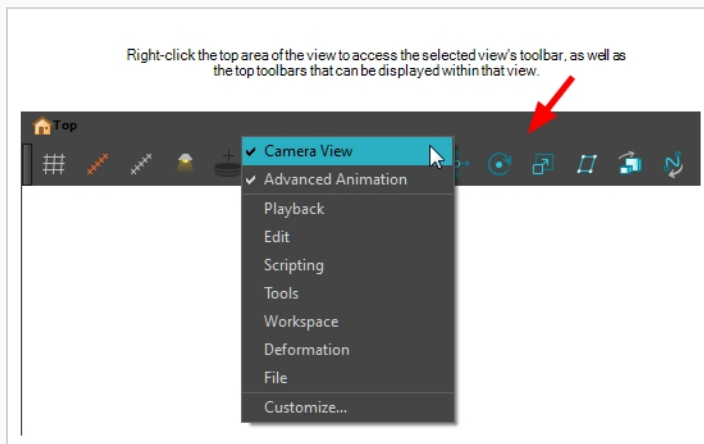 Right-click the top area of the view to access the selected view's toolbar, as well as
the top toolbars that can be displayed within that view.
Top
Camera View
Advanced Animation
Playback
Edit
Scripting
Tools
Workspace
Deformation
File
Customize...